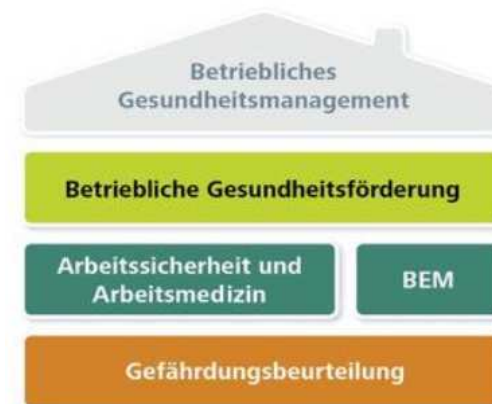 Betriebliches
Gesundheitsmanagement
Betriebliche Gesundheitsförderung
Arbeitssicherheit und
Arbeitsmedizin
BEM
Gefährdungsbeurteilung